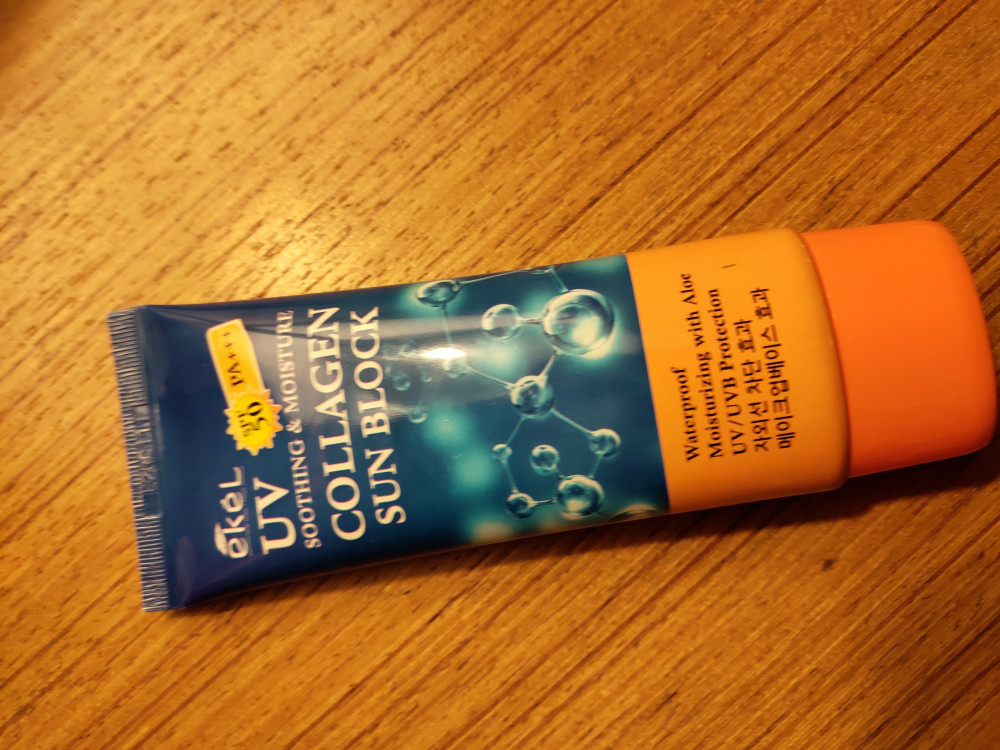 ekeL
SPF 50 PA+++
UV
SOOTHING & MOISTURE
COLLAGEN
SUN BLOCK
Waterproof
Moisturizing with Aloe
UV/UVB Protection
자외선 차단 효과
메이크업베이스 효과